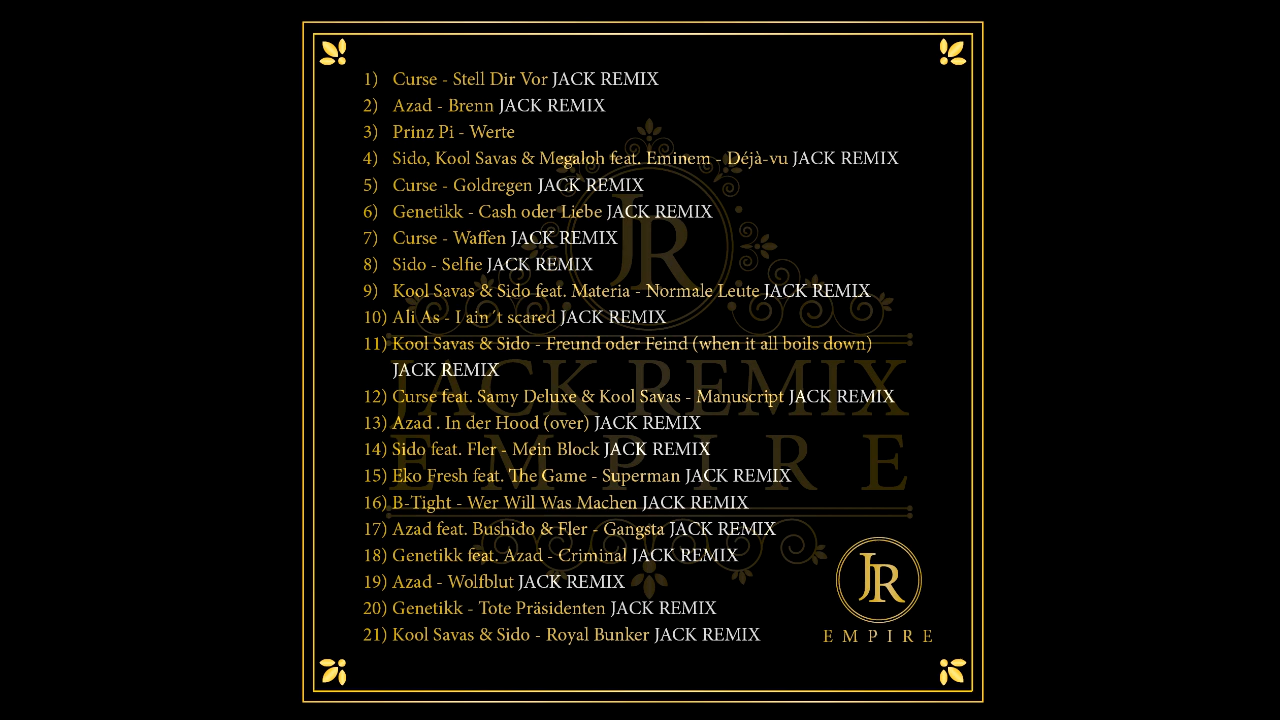 1) Curse - Stell Dir Vor JACK REMIX
2) Azad - Brenn JACK REMIX
3) Prinz Pi - Werte
4) Sido, Kool Savas & Megaloh feat. Eminem - Déjà-vu JACK REMIX
5) Curse - Goldregen JACK REMIX
6) Genetikk - Cash oder Liebe JACK REMIX
7) Curse - Waffen JACK REMIX
8) Sido - Selfie JACK REMIX
9) Kool Savas & Sido feat. Materia - Normale Leute JACK REMIX
10) Ali As - I ain´t scared JACK REMIX
11) Kool Savas & Sido - Freund oder Feind (when it all boils down)
JACK REMIX
12) Curse feat. Samy Deluxe & Kool Savas - Manuscript JACK REMIX
13) Azad . In der Hood (over) JACK REMIX
14) Sido feat. Fler - Mein Block JACK REMIX
15) Eko Fresh feat. The Game - Superman JACK REMIX
16) B-Tight - Wer Will Was Machen JACK REMIX
17) Azad feat. Bushido & Fler - Gangsta JACK REMIX
18) Genetikk feat. Azad - Criminal JACK REMIX
19) Azad - Wolfblut JACK REMIX
20) Genetikk - Tote Präsidenten JACK REMIX
21) Kool Savas & Sido - Royal Bunker JACK REMIX
JR
JACK REMIX
EMPIRE
JR
EMPIRE